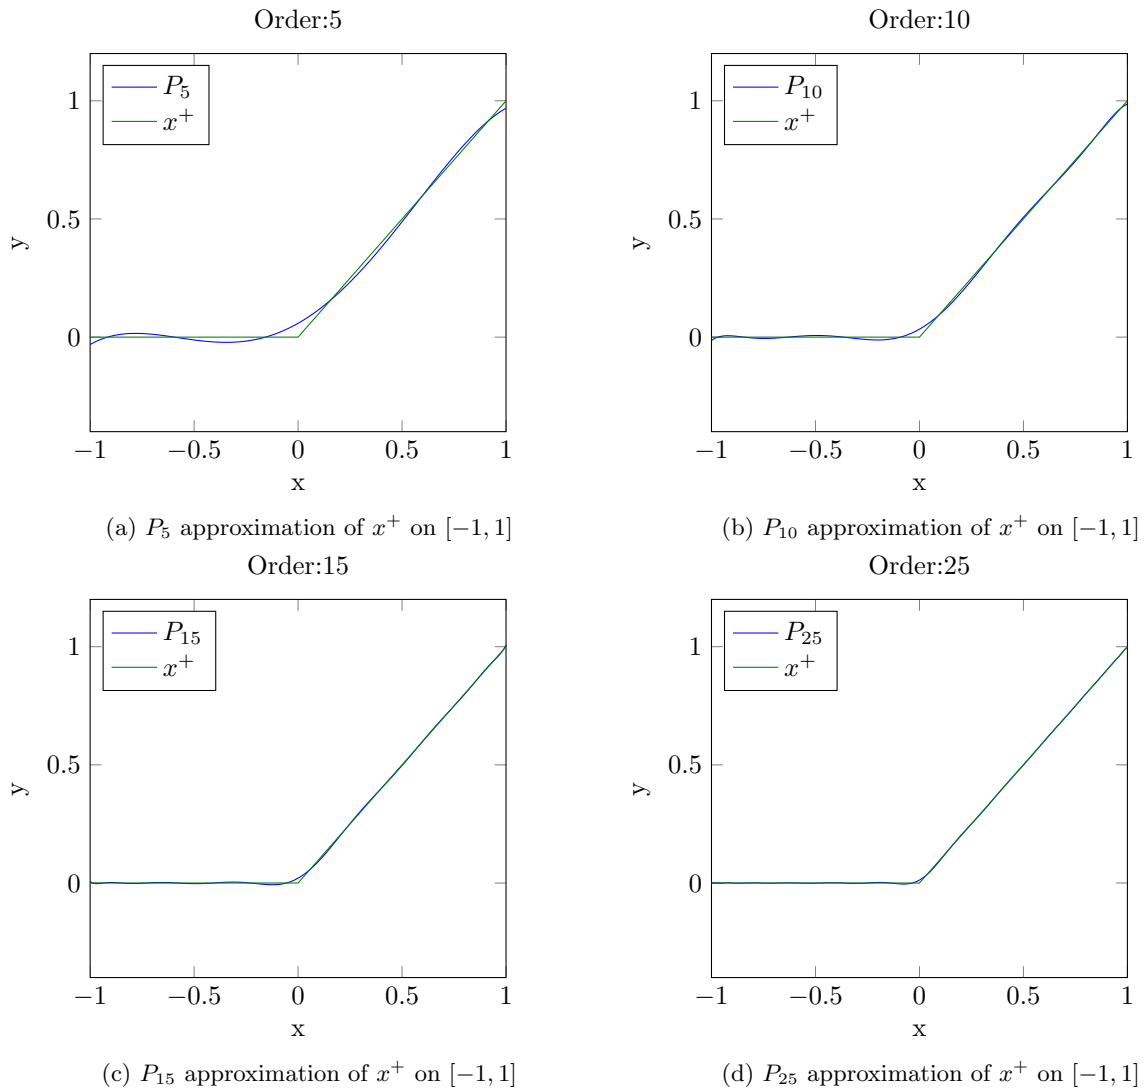 Order:5
P₅
x⁺
1
0.5
0
y
−1
−0.5
0
0.5
1
x
(a) P₅ approximation of x⁺ on [−1, 1]
Order:10
P₁₀
x⁺
1
0.5
0
y
−1
−0.5
0
0.5
1
x
(b) P₁₀ approximation of x⁺ on [−1, 1]
Order:15
P₁₅
x⁺
1
0.5
0
y
−1
−0.5
0
0.5
1
x
(c) P₁₅ approximation of x⁺ on [−1, 1]
Order:25
P₂₅
x⁺
1
0.5
0
y
−1
−0.5
0
0.5
1
x
(d) P₂₅ approximation of x⁺ on [−1, 1]